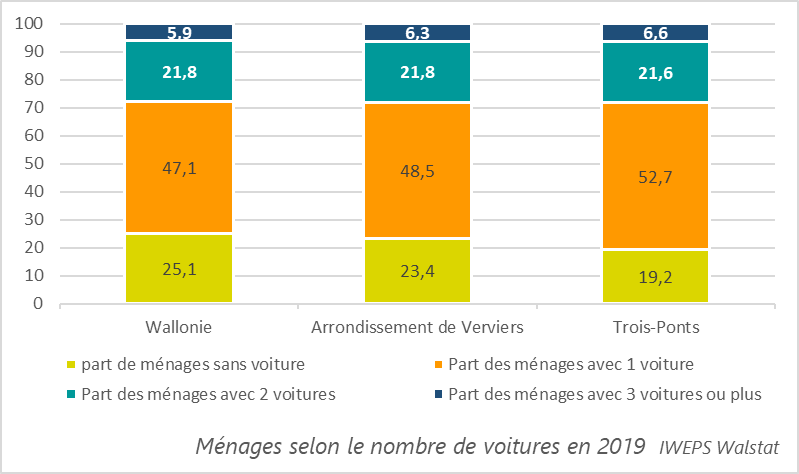 100
90
80
70
60
50
40
30
20
10
0
5,9
6,3
6,6
21,8
21,8
21,6
47,1
48,5
52,7
25,1
23,4
19,2
Wallonie
Arrondissement de Verviers
Trois-Ponts
part de ménages sans voiture
Part des ménages avec 1 voiture
Part des ménages avec 2 voitures
Part des ménages avec 3 voitures ou plus
Ménages selon le nombre de voitures en 2019 IWEPS Walstat